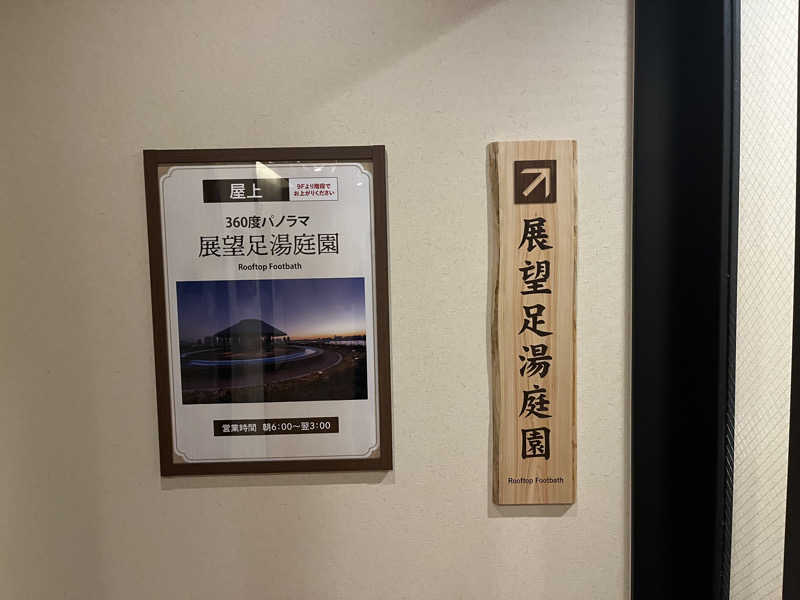 屋上
9Fより階段で
お上がりください
360度パノラマ
展望足湯庭園
Rooftop Footbath
営業時間 朝6:00〜翌3:00
展望足湯庭園
Rooftop Footbath